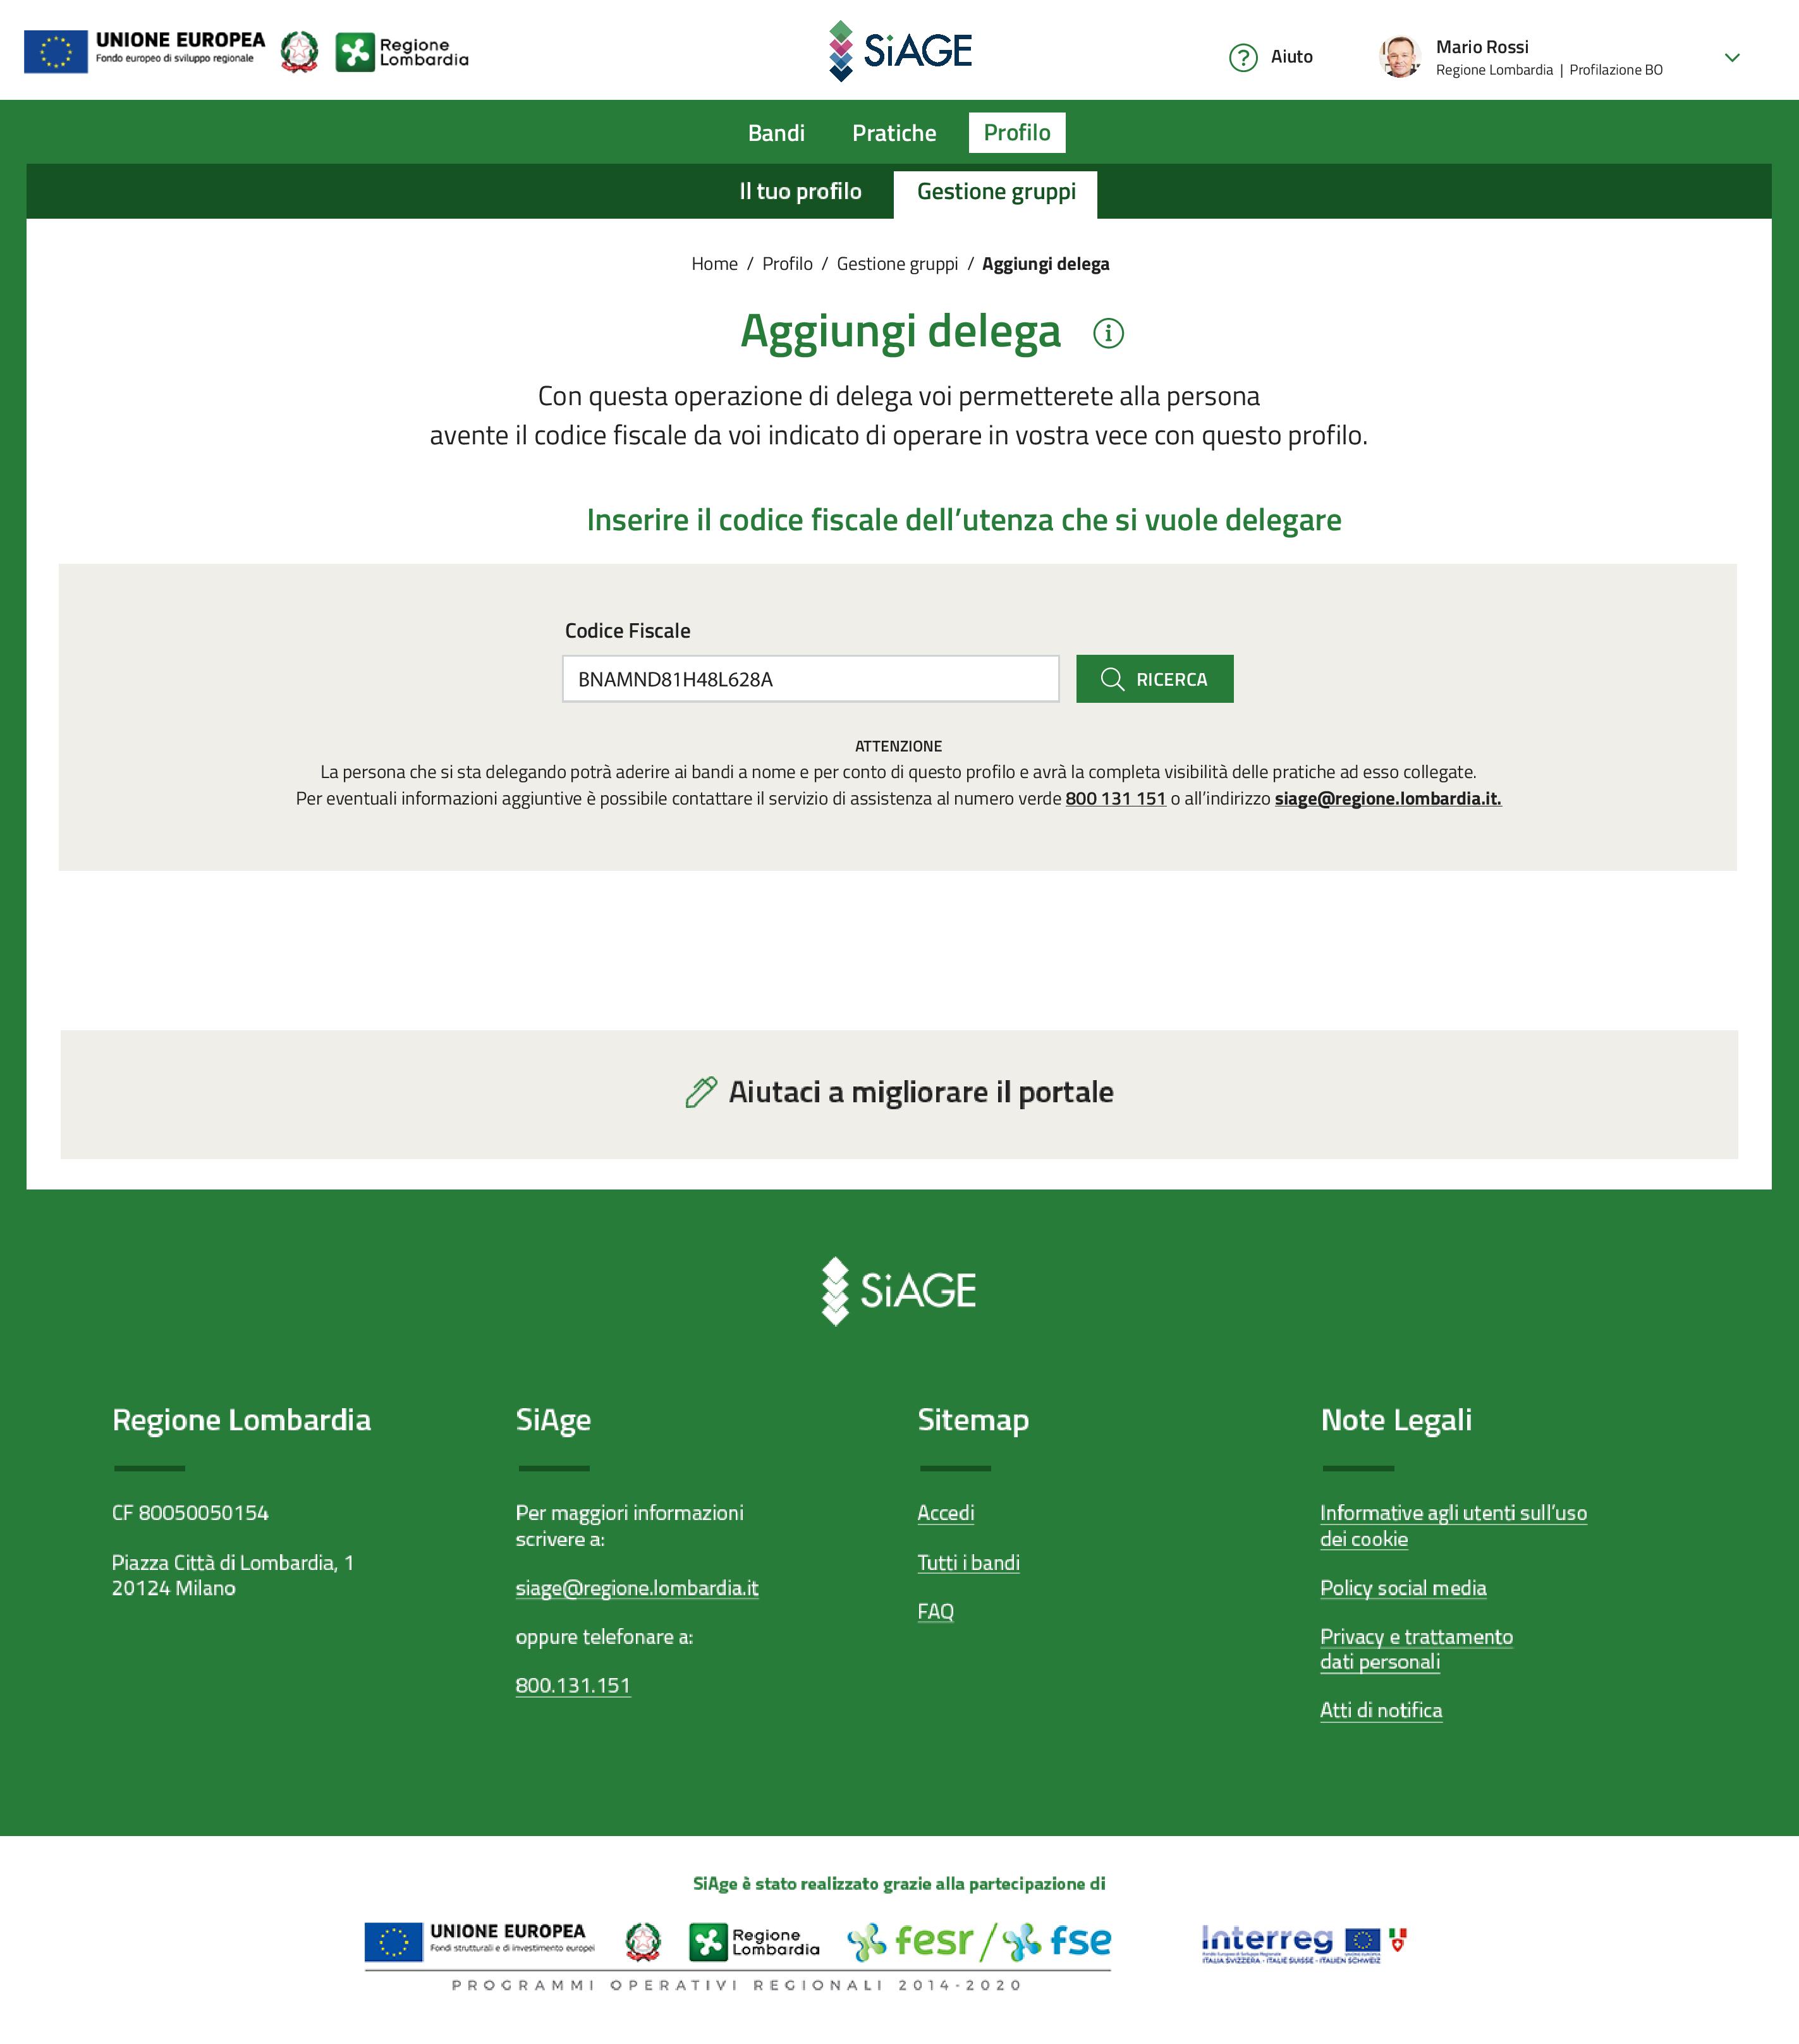 UNIONE EUROPEA
Fondo europeo di sviluppo regionale
Regione
Lombardia
SiAGE
Aiuto
Mario Rossi
Regione Lombardia | Profilazione BO
Bandi
Pratiche
Profilo
Il tuo profilo
Gestione gruppi
Home / Profilo / Gestione gruppi / Aggiungi delega
Aggiungi delega
Con questa operazione di delega voi permetterete alla persona
avente il codice fiscale da voi indicato di operare in vostra vece con questo profilo.
Inserire il codice fiscale dell’utenza che si vuole delegare
Codice Fiscale
BNAMND81H48L628A
RICERCA
ATTENZIONE
La persona che si sta delegando potrà aderire ai bandi a nome e per conto di questo profilo e avrà la completa visibilità delle pratiche ad esso collegate.
Per eventuali informazioni aggiuntive è possibile contattare il servizio di assistenza al numero verde 800 131 151 o all’indirizzo siage@regione.lombardia.it.
Aiutaci a migliorare il portale
SiAGE
Regione Lombardia
CF 80050050154
Piazza Città di Lombardia, 1
20124 Milano
SiAge
Per maggiori informazioni
scrivere a:
siage@regione.lombardia.it
oppure telefonare a:
800.131.151
Sitemap
Accedi
Tutti i bandi
FAQ
Note Legali
Informative agli utenti sull’uso
dei cookie
Policy social media
Privacy e trattamento
dati personali
Atti di notifica
SiAge è stato realizzato grazie alla partecipazione di
UNIONE EUROPEA
Fondi strutturali e di investimento europei
Regione
Lombardia
fesr/fse
PROGRAMMI OPERATIVI REGIONALI 2014-2020
Interreg
ITALIA SVIZZERA - ITALIE SUISSE - ITALIEN SCHWEIZ